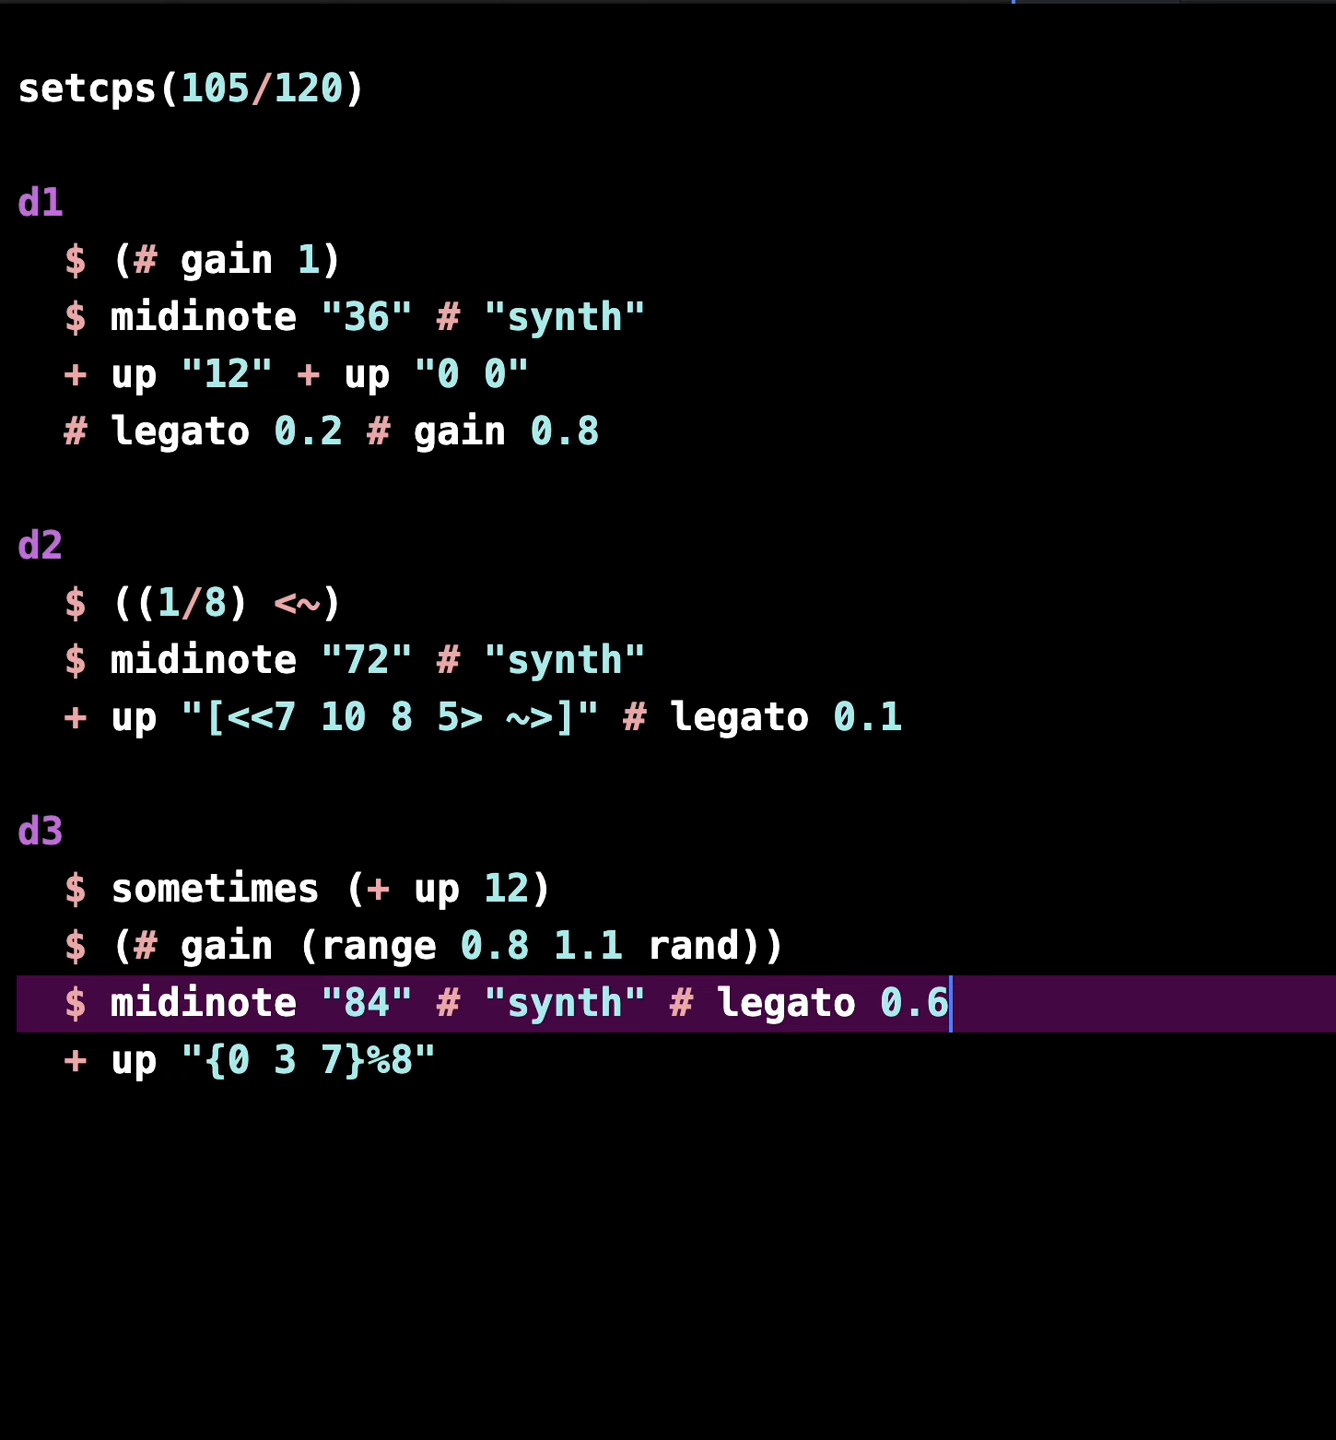 setcps(105/120)
d1
$ (# gain 1)
$ midinote "36" # "synth"
+ up "12" + up "0 0"
# legato 0.2 # gain 0.8
d2
$ ((1/8) <~)
$ midinote "72" # "synth"
+ up "[<<7 10 8 5> ~>]" # legato 0.1
d3
$ sometimes (+ up 12)
$ (# gain (range 0.8 1.1 rand))
$ midinote "84" # "synth" # legato 0.6
+ up "{0 3 7}%8"